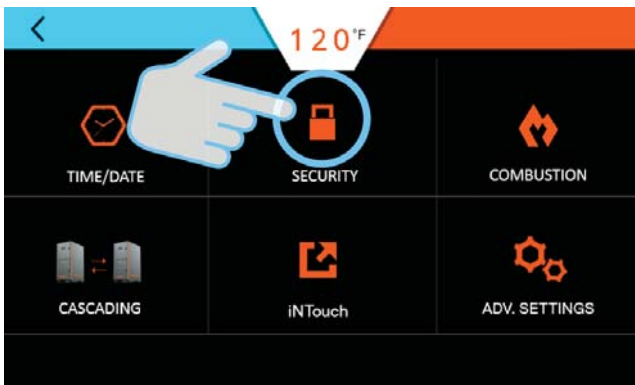 120°F
TIME/DATE
SECURITY
COMBUSTION
CASCADING
iNTouch
ADV. SETTINGS